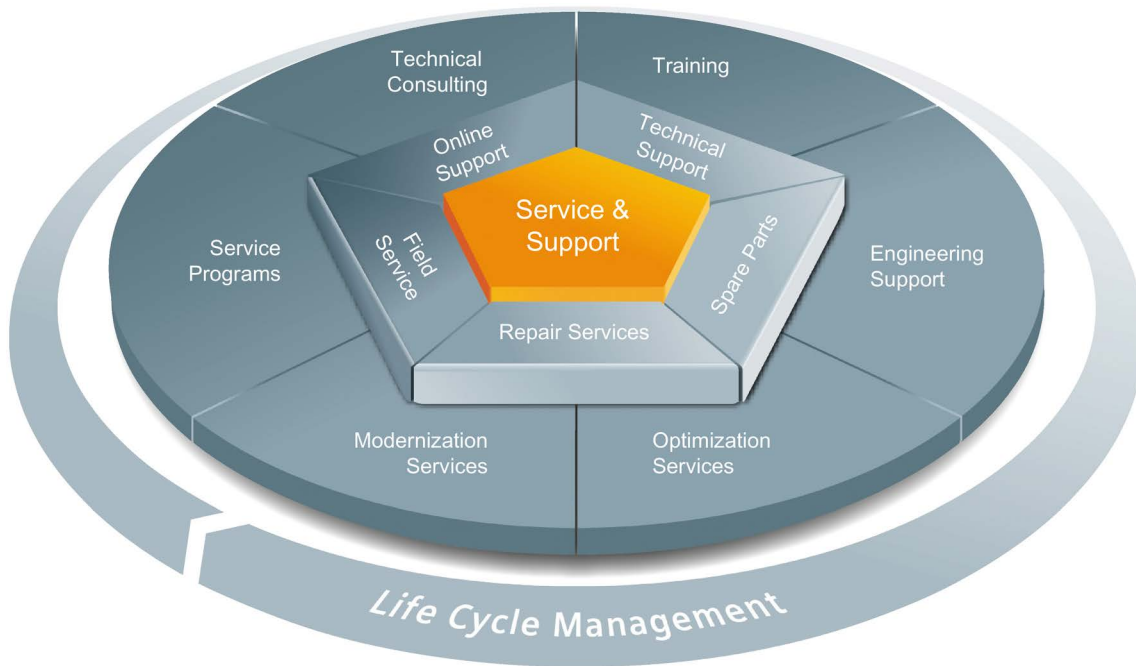 Technical
Consulting
Training
Online
Support
Technical
Support
Service &
Support
Service
Programs
Field
Service
Spare Parts
Engineering
Support
Repair Services
Modernization
Services
Optimization
Services
Life Cycle Management